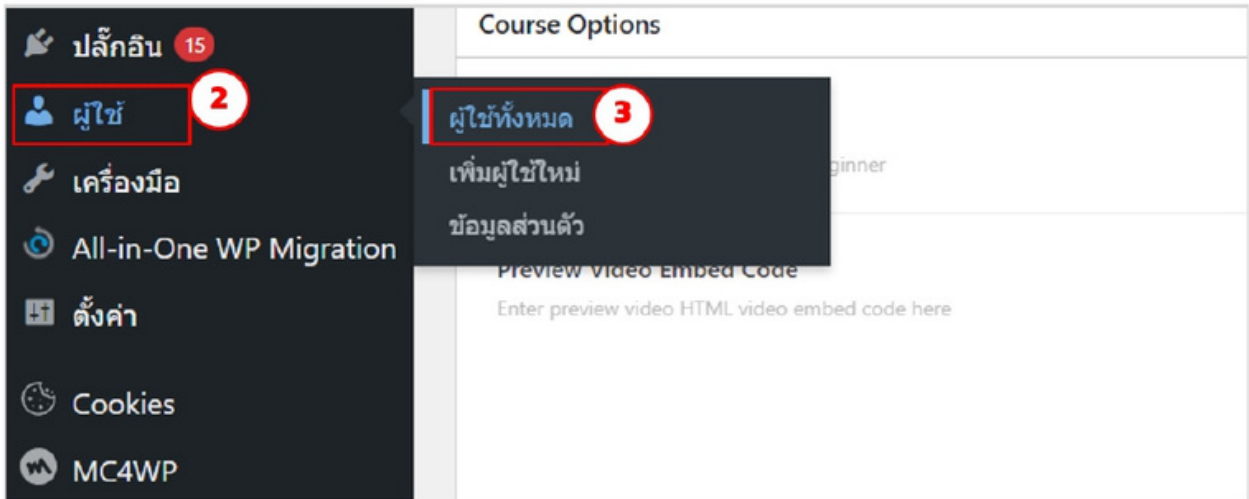 ปลั๊กอิน 15
ผู้ใช้ 2
เครื่องมือ
All-in-One WP Migration
ตั้งค่า
Cookies
MC4WP
ผู้ใช้ทั้งหมด 3
เพิ่มผู้ใช้ใหม่
ข้อมูลส่วนตัว
Course Options
Preview Video Embed Code
Enter preview video HTML video embed code here